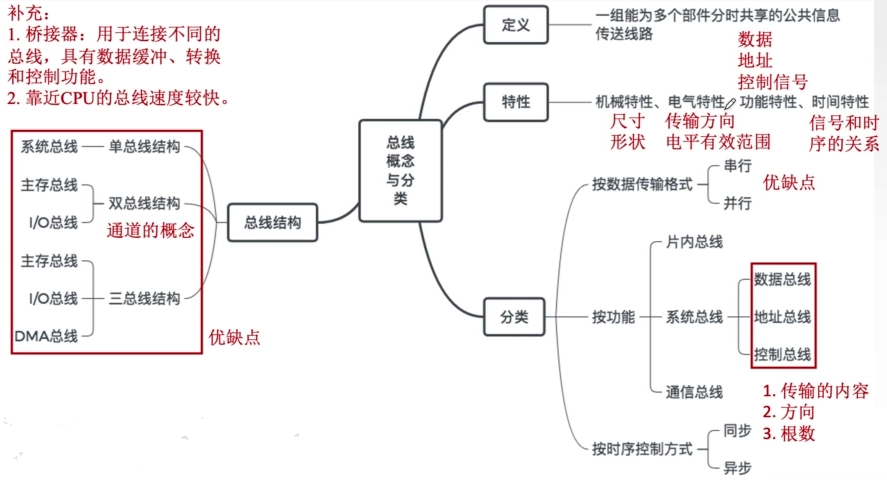 补充：
1. 桥接器：用于连接不同的
总线，具有数据缓冲、转换
和控制功能。
2. 靠近CPU的总线速度较快。
系统总线
单总线结构
主存总线
双总线结构
I/O总线
通道的概念
主存总线
I/O总线
三总线结构
DMA总线
优缺点
总线结构
总线
概念
与分
类
定义
一组能为多个部件分时共享的公共信息
传送线路
数据
地址
控制信号
特性
机械特性、电气特性、功能特性、时间特性
尺寸
形状
传输方向
电平有效范围
信号和时
序的关系
分类
按数据传输格式
串行
并行
优缺点
按功能
片内总线
系统总线
数据总线
地址总线
控制总线
通信总线
1. 传输的内容
2. 方向
3. 根数
按时序控制方式
同步
异步